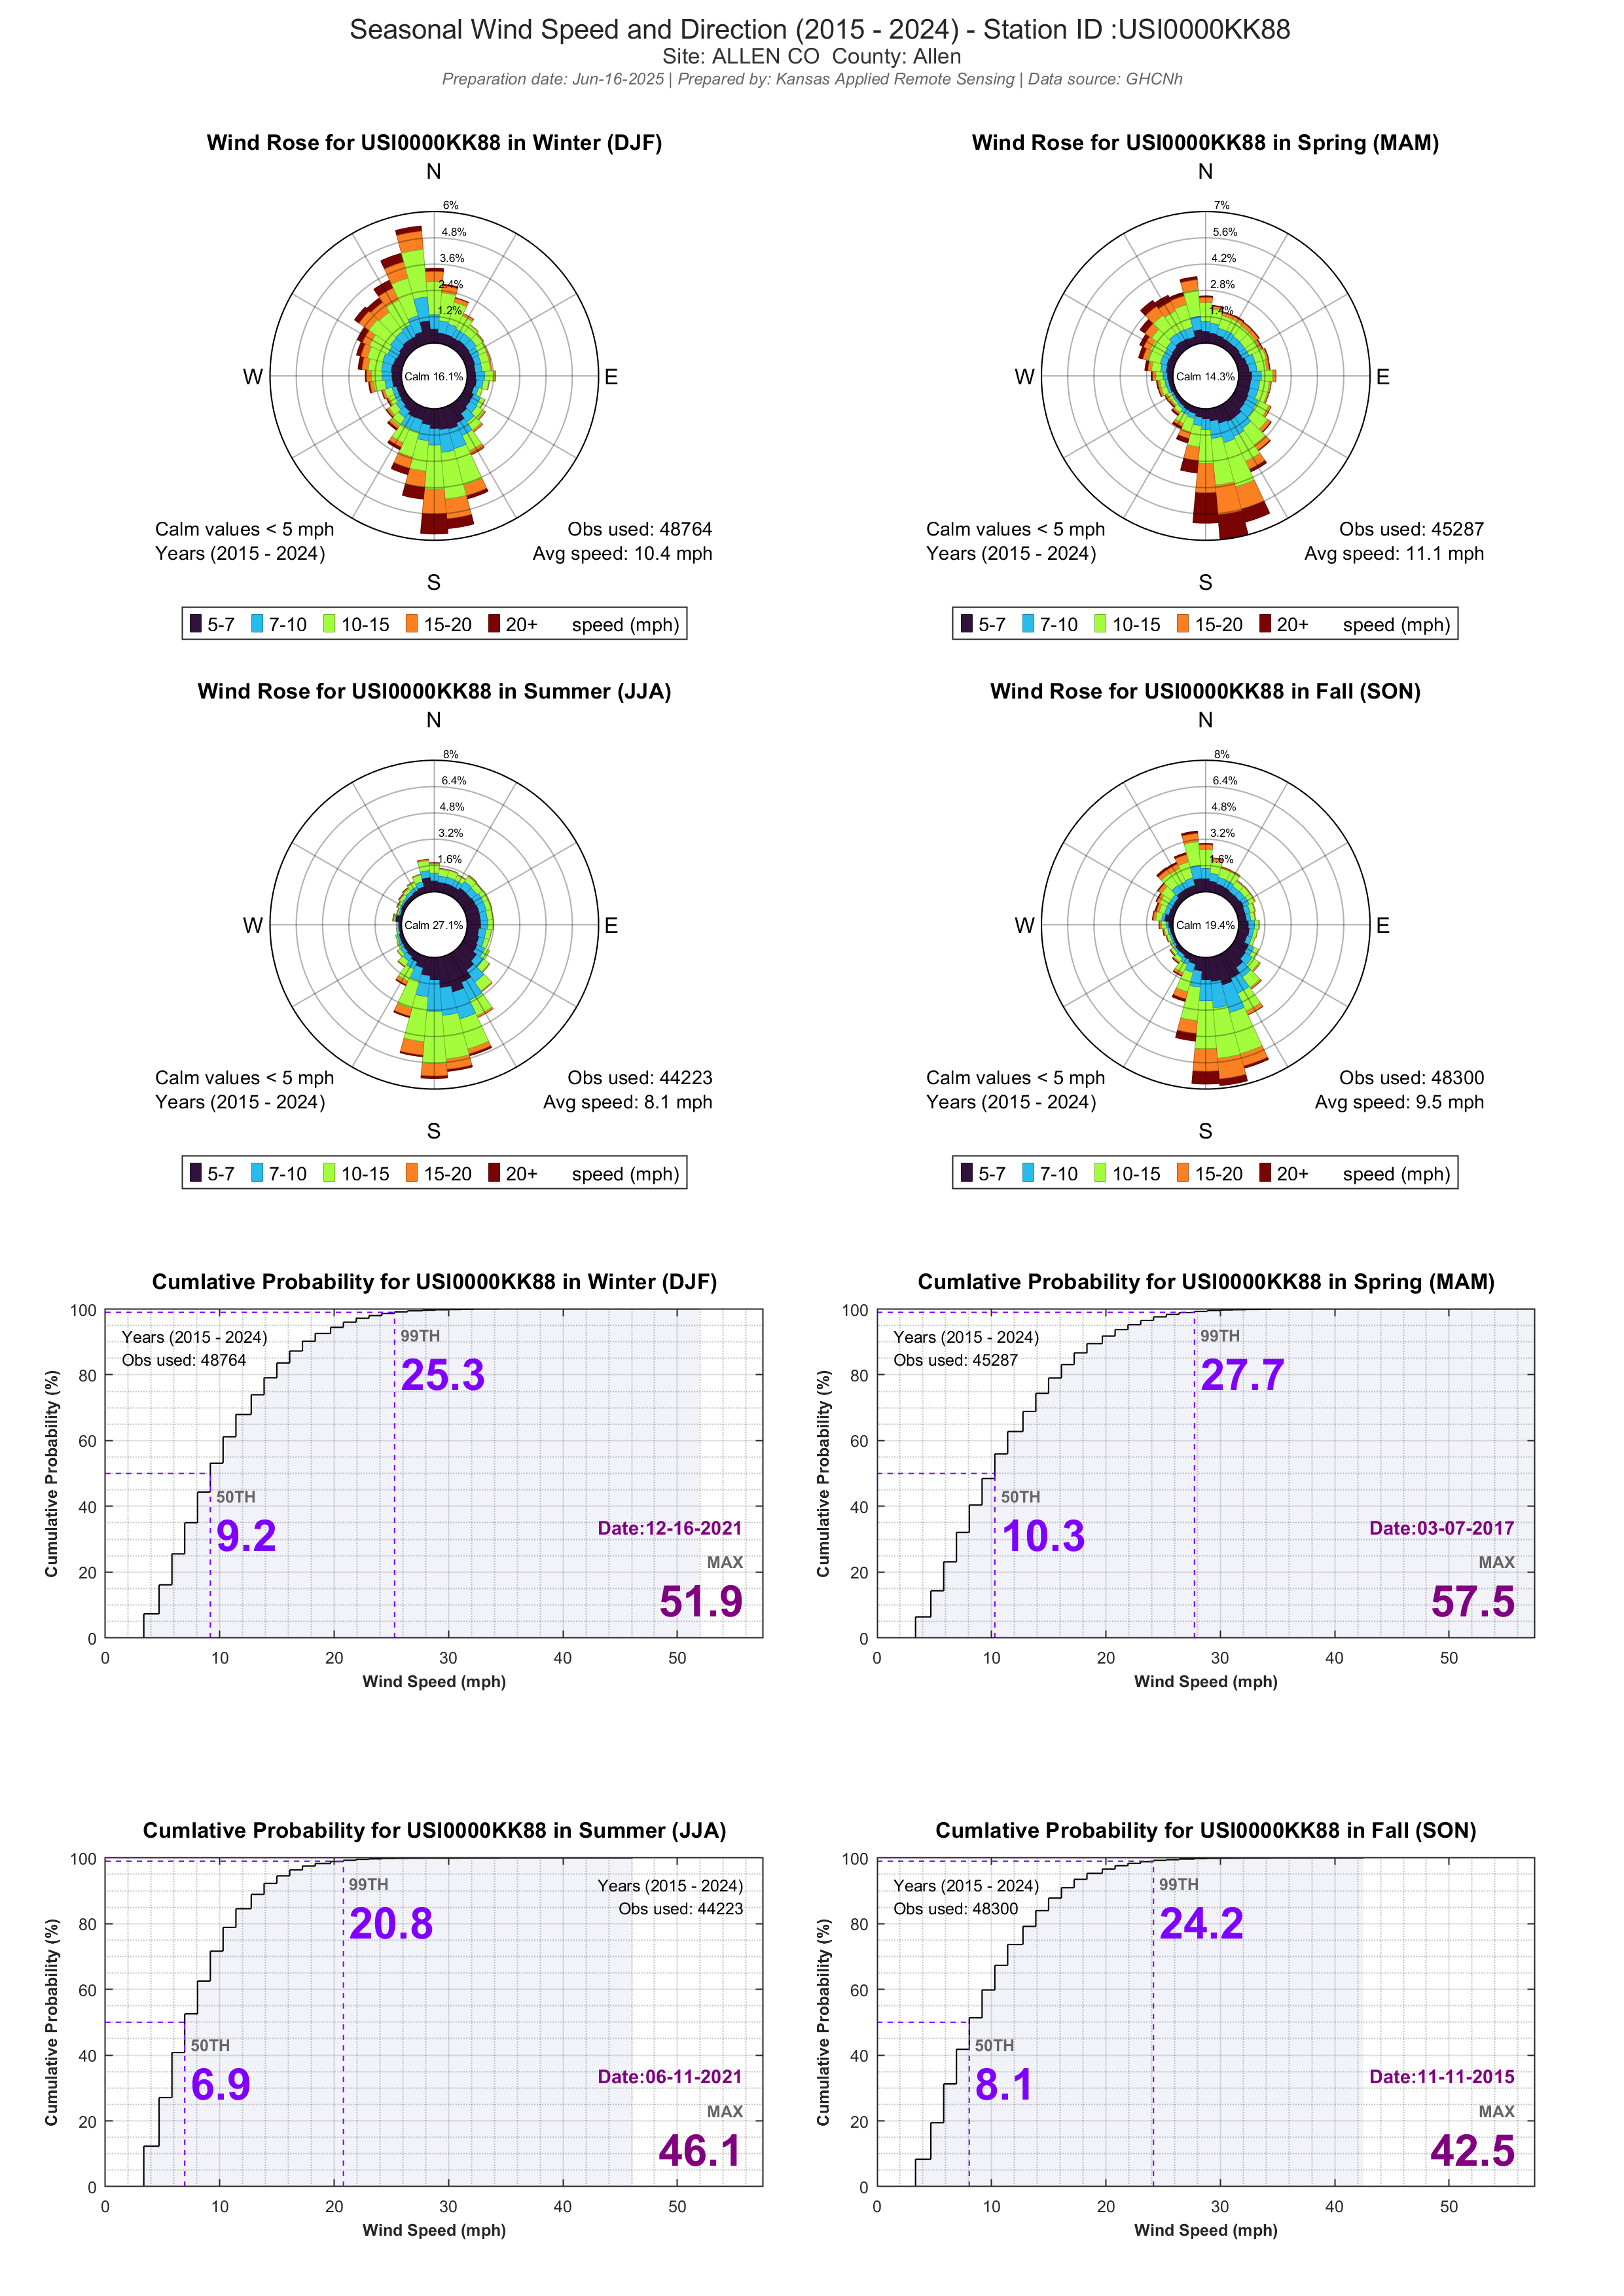 Seasonal Wind Speed and Direction (2015 - 2024) - Station ID :USI0000KK88
Site: ALLEN CO  County: Allen
Preparation date: Jun-16-2025 | Prepared by: Kansas Applied Remote Sensing | Data source: GHCNh
Wind Rose for USI0000KK88 in Winter (DJF)
N
6%
4.8%
3.6%
2.4%
1.2%
W
Calm 16.1%
E
Calm values < 5 mph
Years (2015 - 2024)
Obs used: 48764
Avg speed: 10.4 mph
S
5-7 7-10 10-15 15-20 20+ speed (mph)
Wind Rose for USI0000KK88 in Spring (MAM)
N
7%
5.6%
4.2%
2.8%
1.4%
W
Calm 14.3%
E
Calm values < 5 mph
Years (2015 - 2024)
Obs used: 45287
Avg speed: 11.1 mph
S
5-7 7-10 10-15 15-20 20+ speed (mph)
Wind Rose for USI0000KK88 in Summer (JJA)
N
8%
6.4%
4.8%
3.2%
1.6%
W
Calm 27.1%
E
Calm values < 5 mph
Years (2015 - 2024)
Obs used: 44223
Avg speed: 8.1 mph
S
5-7 7-10 10-15 15-20 20+ speed (mph)
Wind Rose for USI0000KK88 in Fall (SON)
N
8%
6.4%
4.8%
3.2%
1.6%
W
Calm 19.4%
E
Calm values < 5 mph
Years (2015 - 2024)
Obs used: 48300
Avg speed: 9.5 mph
S
5-7 7-10 10-15 15-20 20+ speed (mph)
Cumlative Probability for USI0000KK88 in Winter (DJF)
100
80
60
40
20
0
Cumulative Probability (%)
Years (2015 - 2024)
Obs used: 48764
99TH
25.3
50TH
9.2
Date:12-16-2021
MAX
51.9
0 10 20 30 40 50
Wind Speed (mph)
Cumlative Probability for USI0000KK88 in Spring (MAM)
100
80
60
40
20
0
Cumulative Probability (%)
Years (2015 - 2024)
Obs used: 45287
99TH
27.7
50TH
10.3
Date:03-07-2017
MAX
57.5
0 10 20 30 40 50
Wind Speed (mph)
Cumlative Probability for USI0000KK88 in Summer (JJA)
100
80
60
40
20
0
Cumulative Probability (%)
99TH
20.8
Years (2015 - 2024)
Obs used: 44223
50TH
6.9
Date:06-11-2021
MAX
46.1
0 10 20 30 40 50
Wind Speed (mph)
Cumlative Probability for USI0000KK88 in Fall (SON)
100
80
60
40
20
0
Cumulative Probability (%)
Years (2015 - 2024)
Obs used: 48300
99TH
24.2
50TH
8.1
Date:11-11-2015
MAX
42.5
0 10 20 30 40 50
Wind Speed (mph)